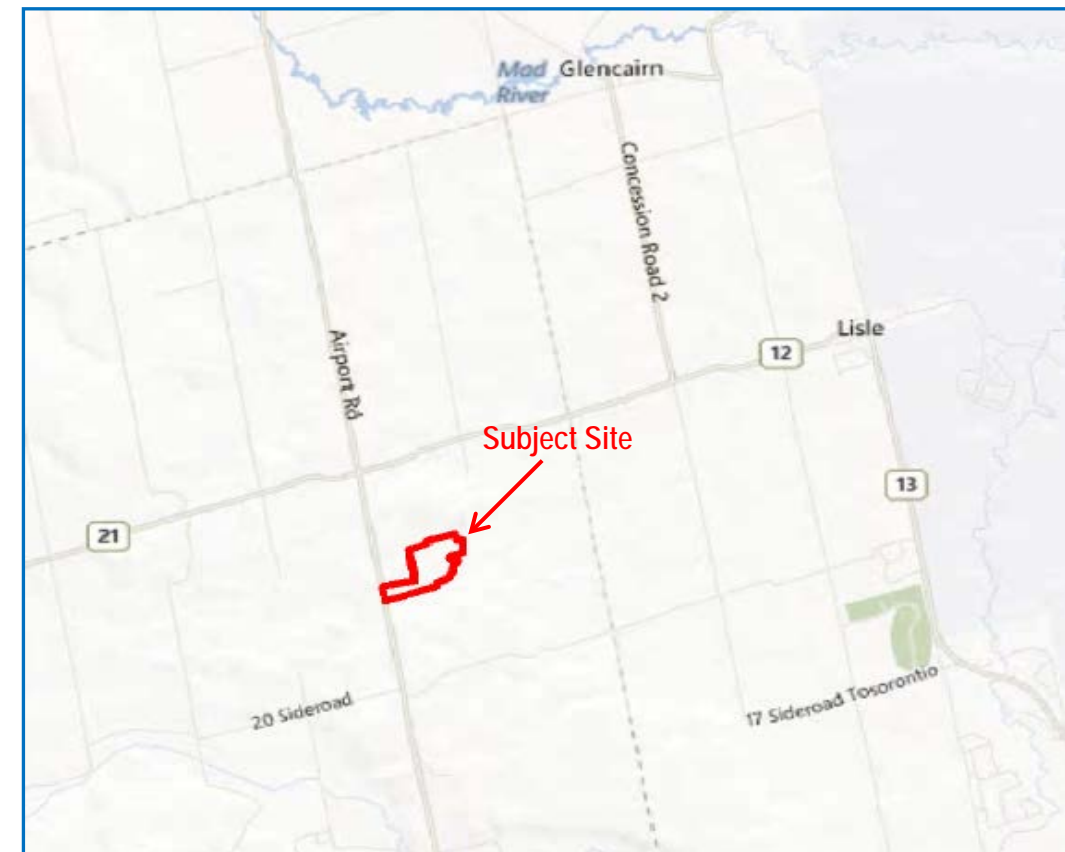 Mad
River
Glencairn
Concession Road 2
Airport Rd
Lisle
12
Subject Site
13
21
20 Sideroad
17 Sideroad Tosorontio